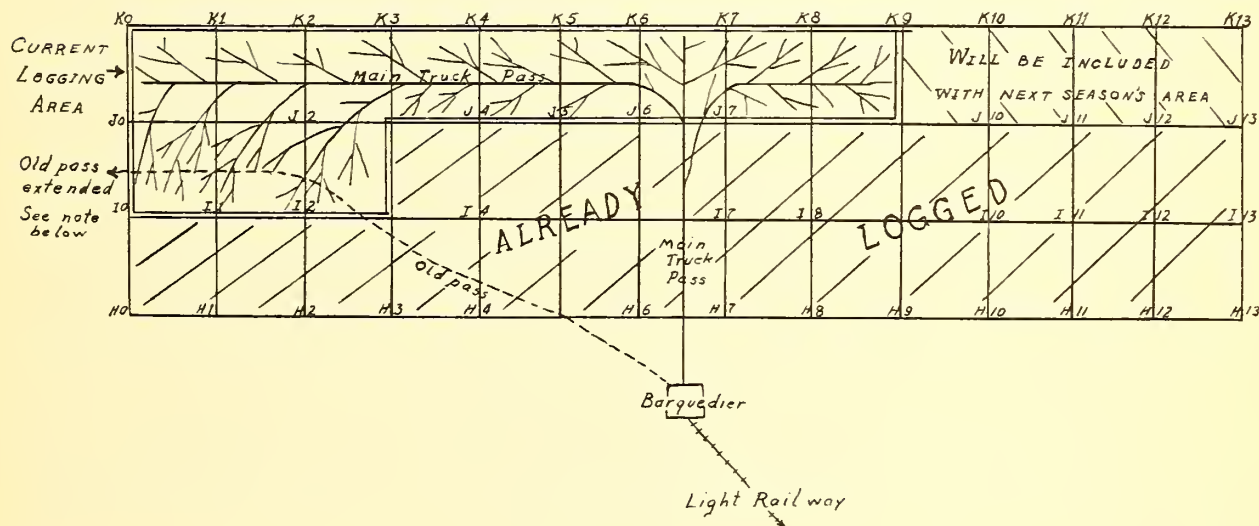 K0 K1 K2 K3 K4 K5 K6 K7 K8 K9 K10 K11 K12 K13
CURRENT
LOGGING
AREA
Main Truck Pass
WILL BE INCLUDED
WITH NEXT SEASON'S AREA
J0 J2 J4 J5 J6 J7 J10 J11 J12 J13
Old pass
extended
See note
below
I0 I1 I2 I4 I7 I8 I10 I11 I12 I13
ALREADY LOGGED
Old pass
Main
Truck
Pass
H0 H1 H2 H3 H4 H5 H6 H7 H8 H9 H10 H11 H12 H13
Barquedier
Light Railway